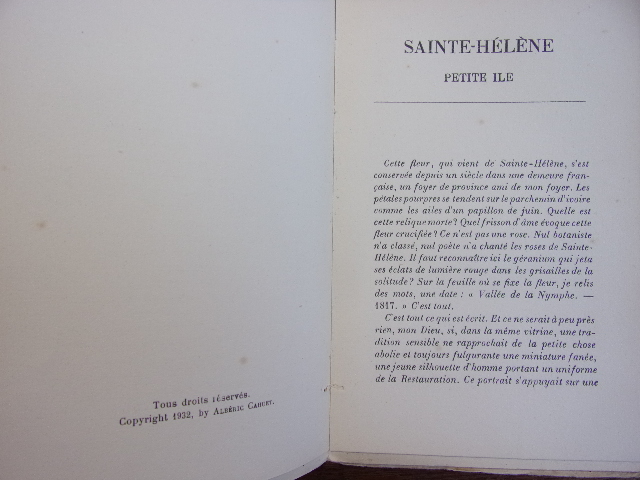 Tous droits réservés.
Copyright 1932, by ALBÉRIC CAHUET.
SAINTE-HÉLÈNE
PETITE ILE
Cette fleur, qui vient de Sainte-Hélène, s'est
conservée depuis un siècle dans une demeure fran-
çaise, un foyer de province ami de mon foyer. Les
pétales pourpres se tendent sur le parchemin d'ivoire
comme les ailes d'un papillon de juin. Quelle est
cette relique morte? Quel frisson d'âme évoque cette
fleur crucifiée? Ce n'est pas une rose. Nul botaniste
n'a classé, nul poète n'a chanté les roses de Sainte-
Hélène. Il faut reconnaître ici le géranium qui jeta
ses éclats de lumière rouge dans les grisailles de la
solitude? Sur la feuille où se fixe la fleur, je relis
des mots, une date : « Vallée de la Nymphe. —
1817. » C'est tout.
C'est tout ce qui est écrit. Et ce ne serait à peu près
rien, mon Dieu, si, dans la même vitrine, une tra-
dition sensible ne rapprochait de la petite chose
abolie et toujours fulgurante une miniature fanée,
une jeune silhouette d'homme portant un uniforme
de la Restauration. Ce portrait s'appuyait sur une